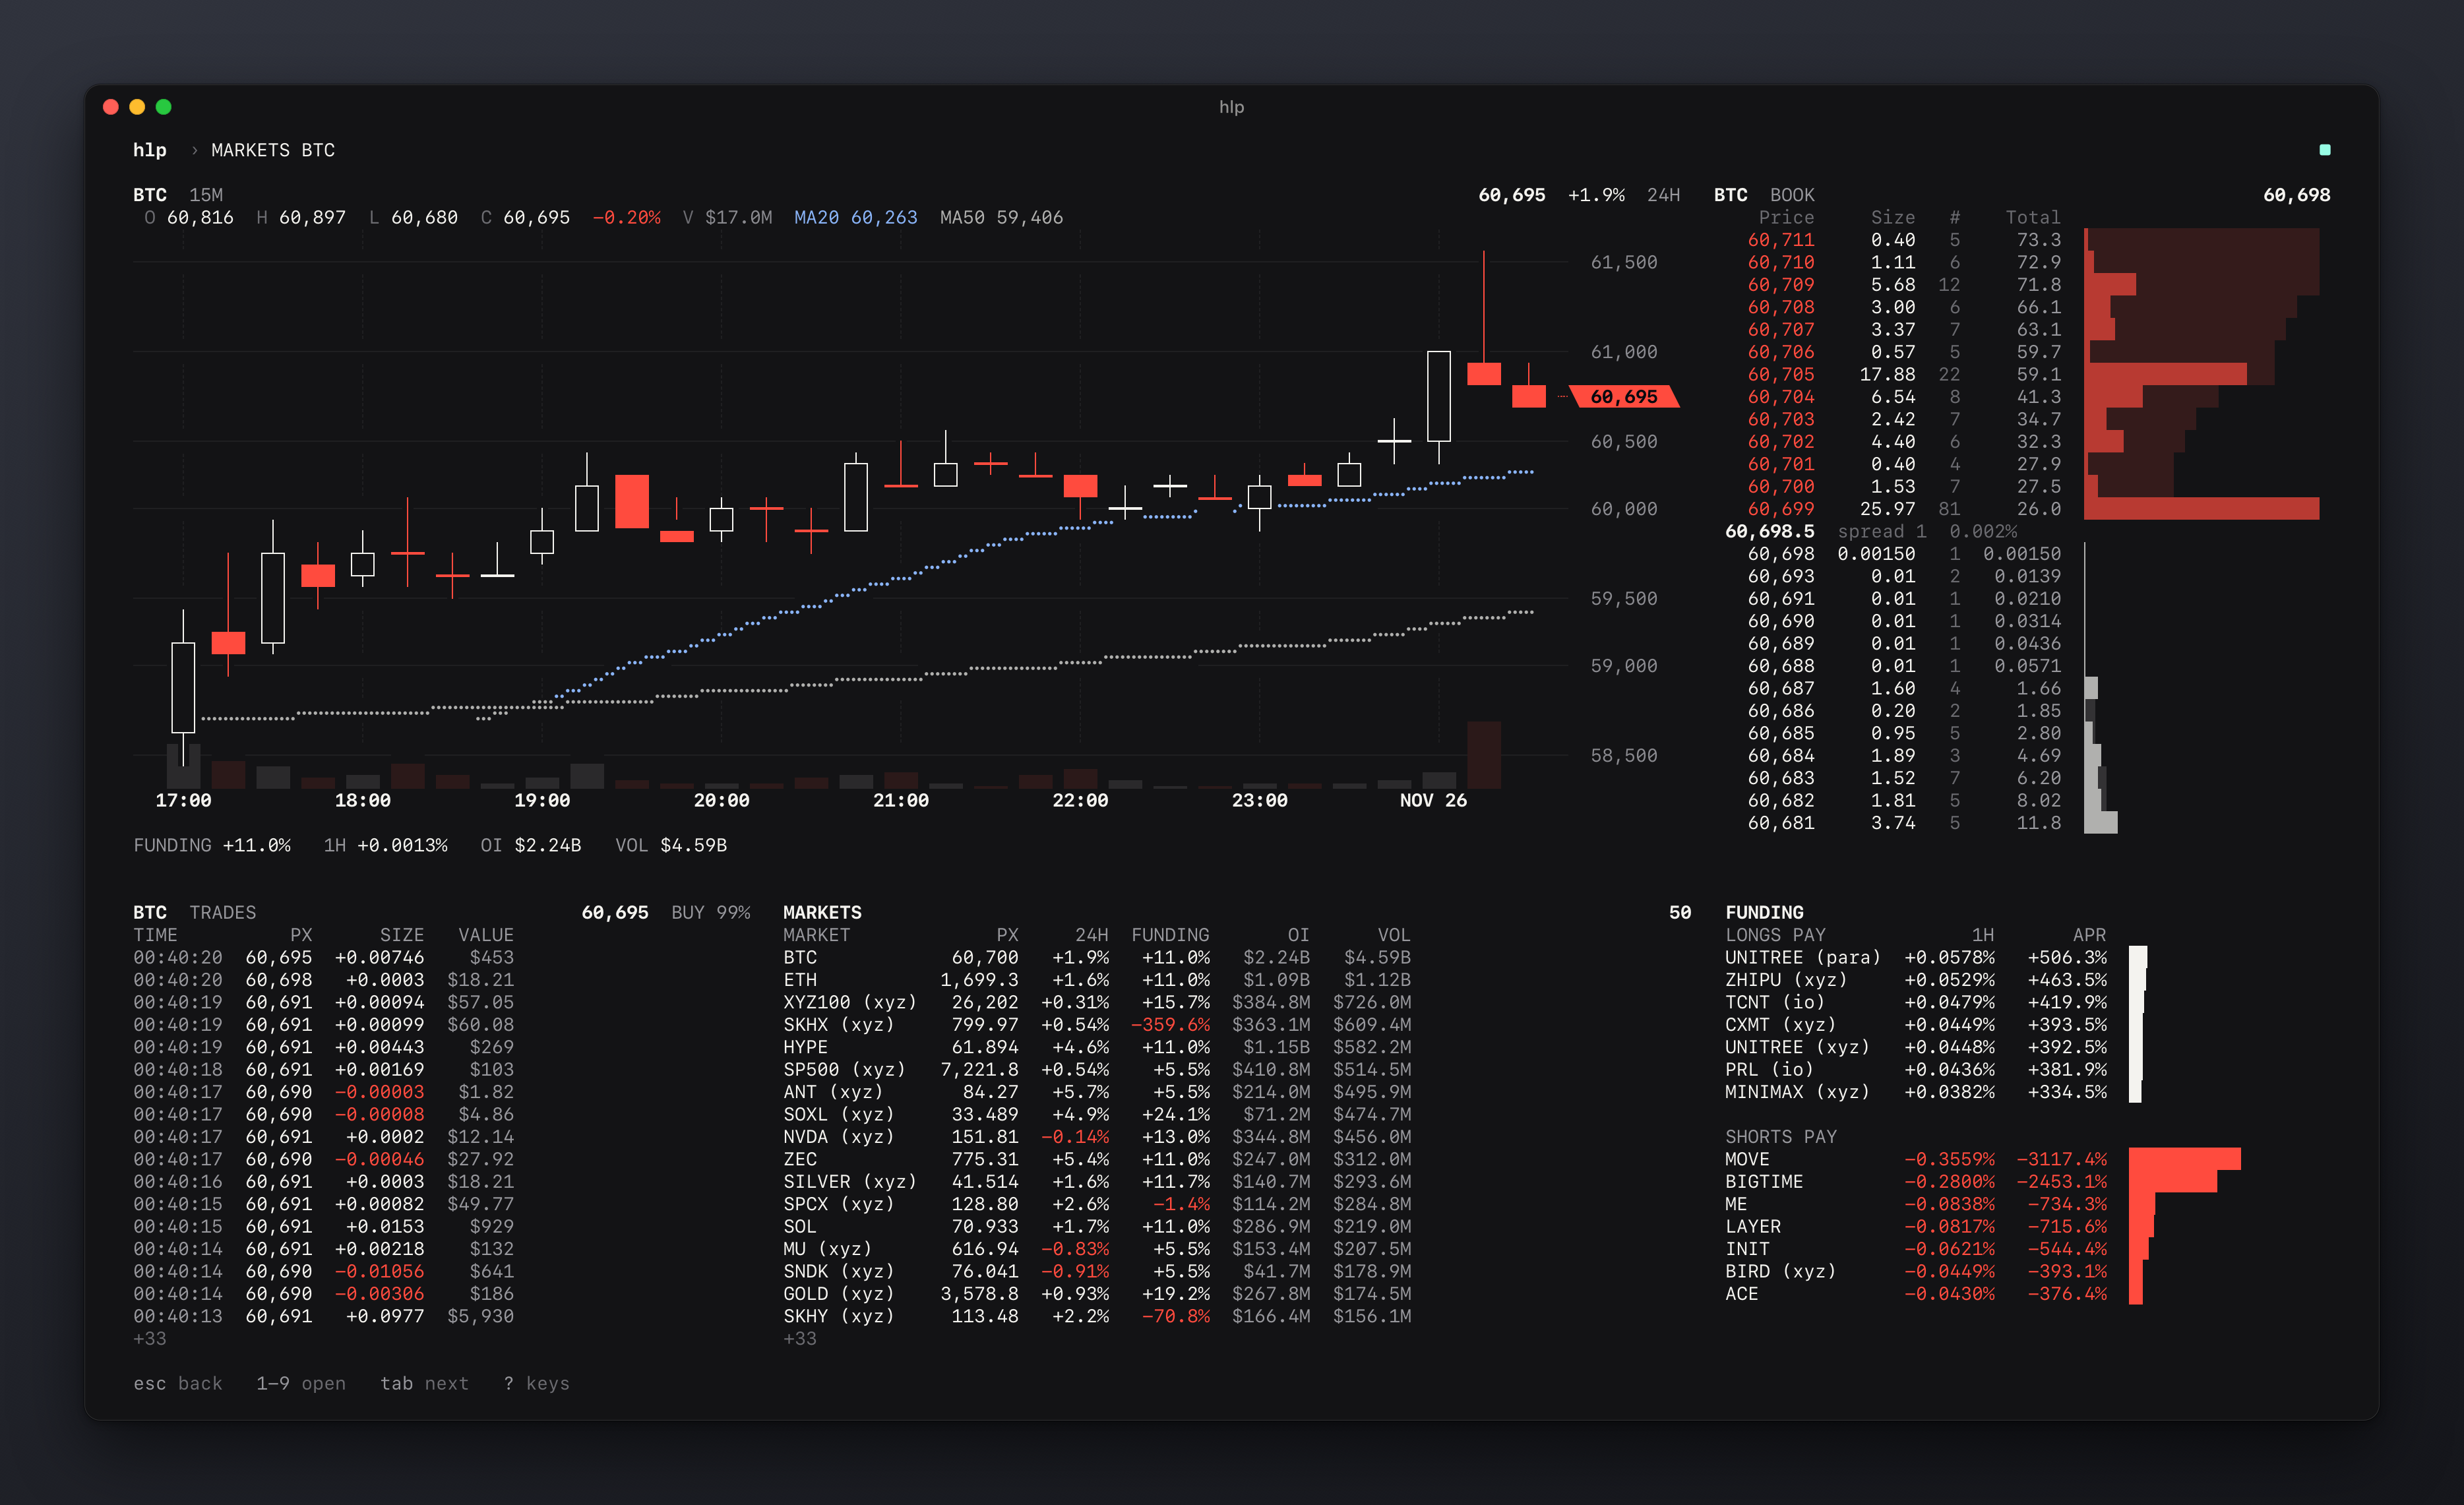 hlp
hlp › MARKETS BTC
BTC 15M 60,695 +1.9% 24H
O 60,816 H 60,897 L 60,680 C 60,695 −0.20% V $17.0M MA20 60,263 MA50 59,406
61,500
61,000
60,695
60,500
60,000
59,500
59,000
58,500
17:00 18:00 19:00 20:00 21:00 22:00 23:00 NOV 26
FUNDING +11.0% 1H +0.0013% OI $2.24B VOL $4.59B
BTC BOOK 60,698
Price Size # Total
60,711 0.40 5 73.3
60,710 1.11 6 72.9
60,709 5.68 12 71.8
60,708 3.00 6 66.1
60,707 3.37 7 63.1
60,706 0.57 5 59.7
60,705 17.88 22 59.1
60,704 6.54 8 41.3
60,703 2.42 7 34.7
60,702 4.40 6 32.3
60,701 0.40 4 27.9
60,700 1.53 7 27.5
60,699 25.97 81 26.0
60,698.5 spread 1 0.002%
60,698 0.00150 1 0.00150
60,693 0.01 2 0.0139
60,691 0.01 1 0.0210
60,690 0.01 1 0.0314
60,689 0.01 1 0.0436
60,688 0.01 1 0.0571
60,687 1.60 4 1.66
60,686 0.20 2 1.85
60,685 0.95 5 2.80
60,684 1.89 3 4.69
60,683 1.52 7 6.20
60,682 1.81 5 8.02
60,681 3.74 5 11.8
BTC TRADES 60,695 BUY 99%
TIME PX SIZE VALUE
00:40:20 60,695 +0.00746 $453
00:40:20 60,698 +0.0003 $18.21
00:40:19 60,691 +0.00094 $57.05
00:40:19 60,691 +0.00099 $60.08
00:40:19 60,691 +0.00443 $269
00:40:18 60,691 +0.00169 $103
00:40:17 60,690 −0.00003 $1.82
00:40:17 60,690 −0.00008 $4.86
00:40:17 60,691 +0.0002 $12.14
00:40:17 60,690 −0.00046 $27.92
00:40:16 60,691 +0.0003 $18.21
00:40:15 60,691 +0.00082 $49.77
00:40:15 60,691 +0.0153 $929
00:40:14 60,691 +0.00218 $132
00:40:14 60,690 −0.01056 $641
00:40:14 60,690 −0.00306 $186
00:40:13 60,691 +0.0977 $5,930
+33
MARKETS 50
MARKET PX 24H FUNDING OI VOL
BTC 60,700 +1.9% +11.0% $2.24B $4.59B
ETH 1,699.3 +1.6% +11.0% $1.09B $1.12B
XYZ100 (xyz) 26,202 +0.31% +15.7% $384.8M $726.0M
SKHX (xyz) 799.97 +0.54% −359.6% $363.1M $609.4M
HYPE 61.894 +4.6% +11.0% $1.15B $582.2M
SP500 (xyz) 7,221.8 +0.54% +5.5% $410.8M $514.5M
ANT (xyz) 84.27 +5.7% +5.5% $214.0M $495.9M
SOXL (xyz) 33.489 +4.9% +24.1% $71.2M $474.7M
NVDA (xyz) 151.81 −0.14% +13.0% $344.8M $456.0M
ZEC 775.31 +5.4% +11.0% $247.0M $312.0M
SILVER (xyz) 41.514 +1.6% +11.7% $140.7M $293.6M
SPCX (xyz) 128.80 +2.6% −1.4% $114.2M $284.8M
SOL 70.933 +1.7% +11.0% $286.9M $219.0M
MU (xyz) 616.94 −0.83% +5.5% $153.4M $207.5M
SNDK (xyz) 76.041 −0.91% +5.5% $41.7M $178.9M
GOLD (xyz) 3,578.8 +0.93% +19.2% $267.8M $174.5M
SKHY (xyz) 113.48 +2.2% −70.8% $166.4M $156.1M
+33
FUNDING
LONGS PAY 1H APR
UNITREE (para) +0.0578% +506.3%
ZHIPU (xyz) +0.0529% +463.5%
TCNT (io) +0.0479% +419.9%
CXMT (xyz) +0.0449% +393.5%
UNITREE (xyz) +0.0448% +392.5%
PRL (io) +0.0436% +381.9%
MINIMAX (xyz) +0.0382% +334.5%
SHORTS PAY
MOVE −0.3559% −3117.4%
BIGTIME −0.2800% −2453.1%
ME −0.0838% −734.3%
LAYER −0.0817% −715.6%
INIT −0.0621% −544.4%
BIRD (xyz) −0.0449% −393.1%
ACE −0.0430% −376.4%
esc back 1–9 open tab next ? keys